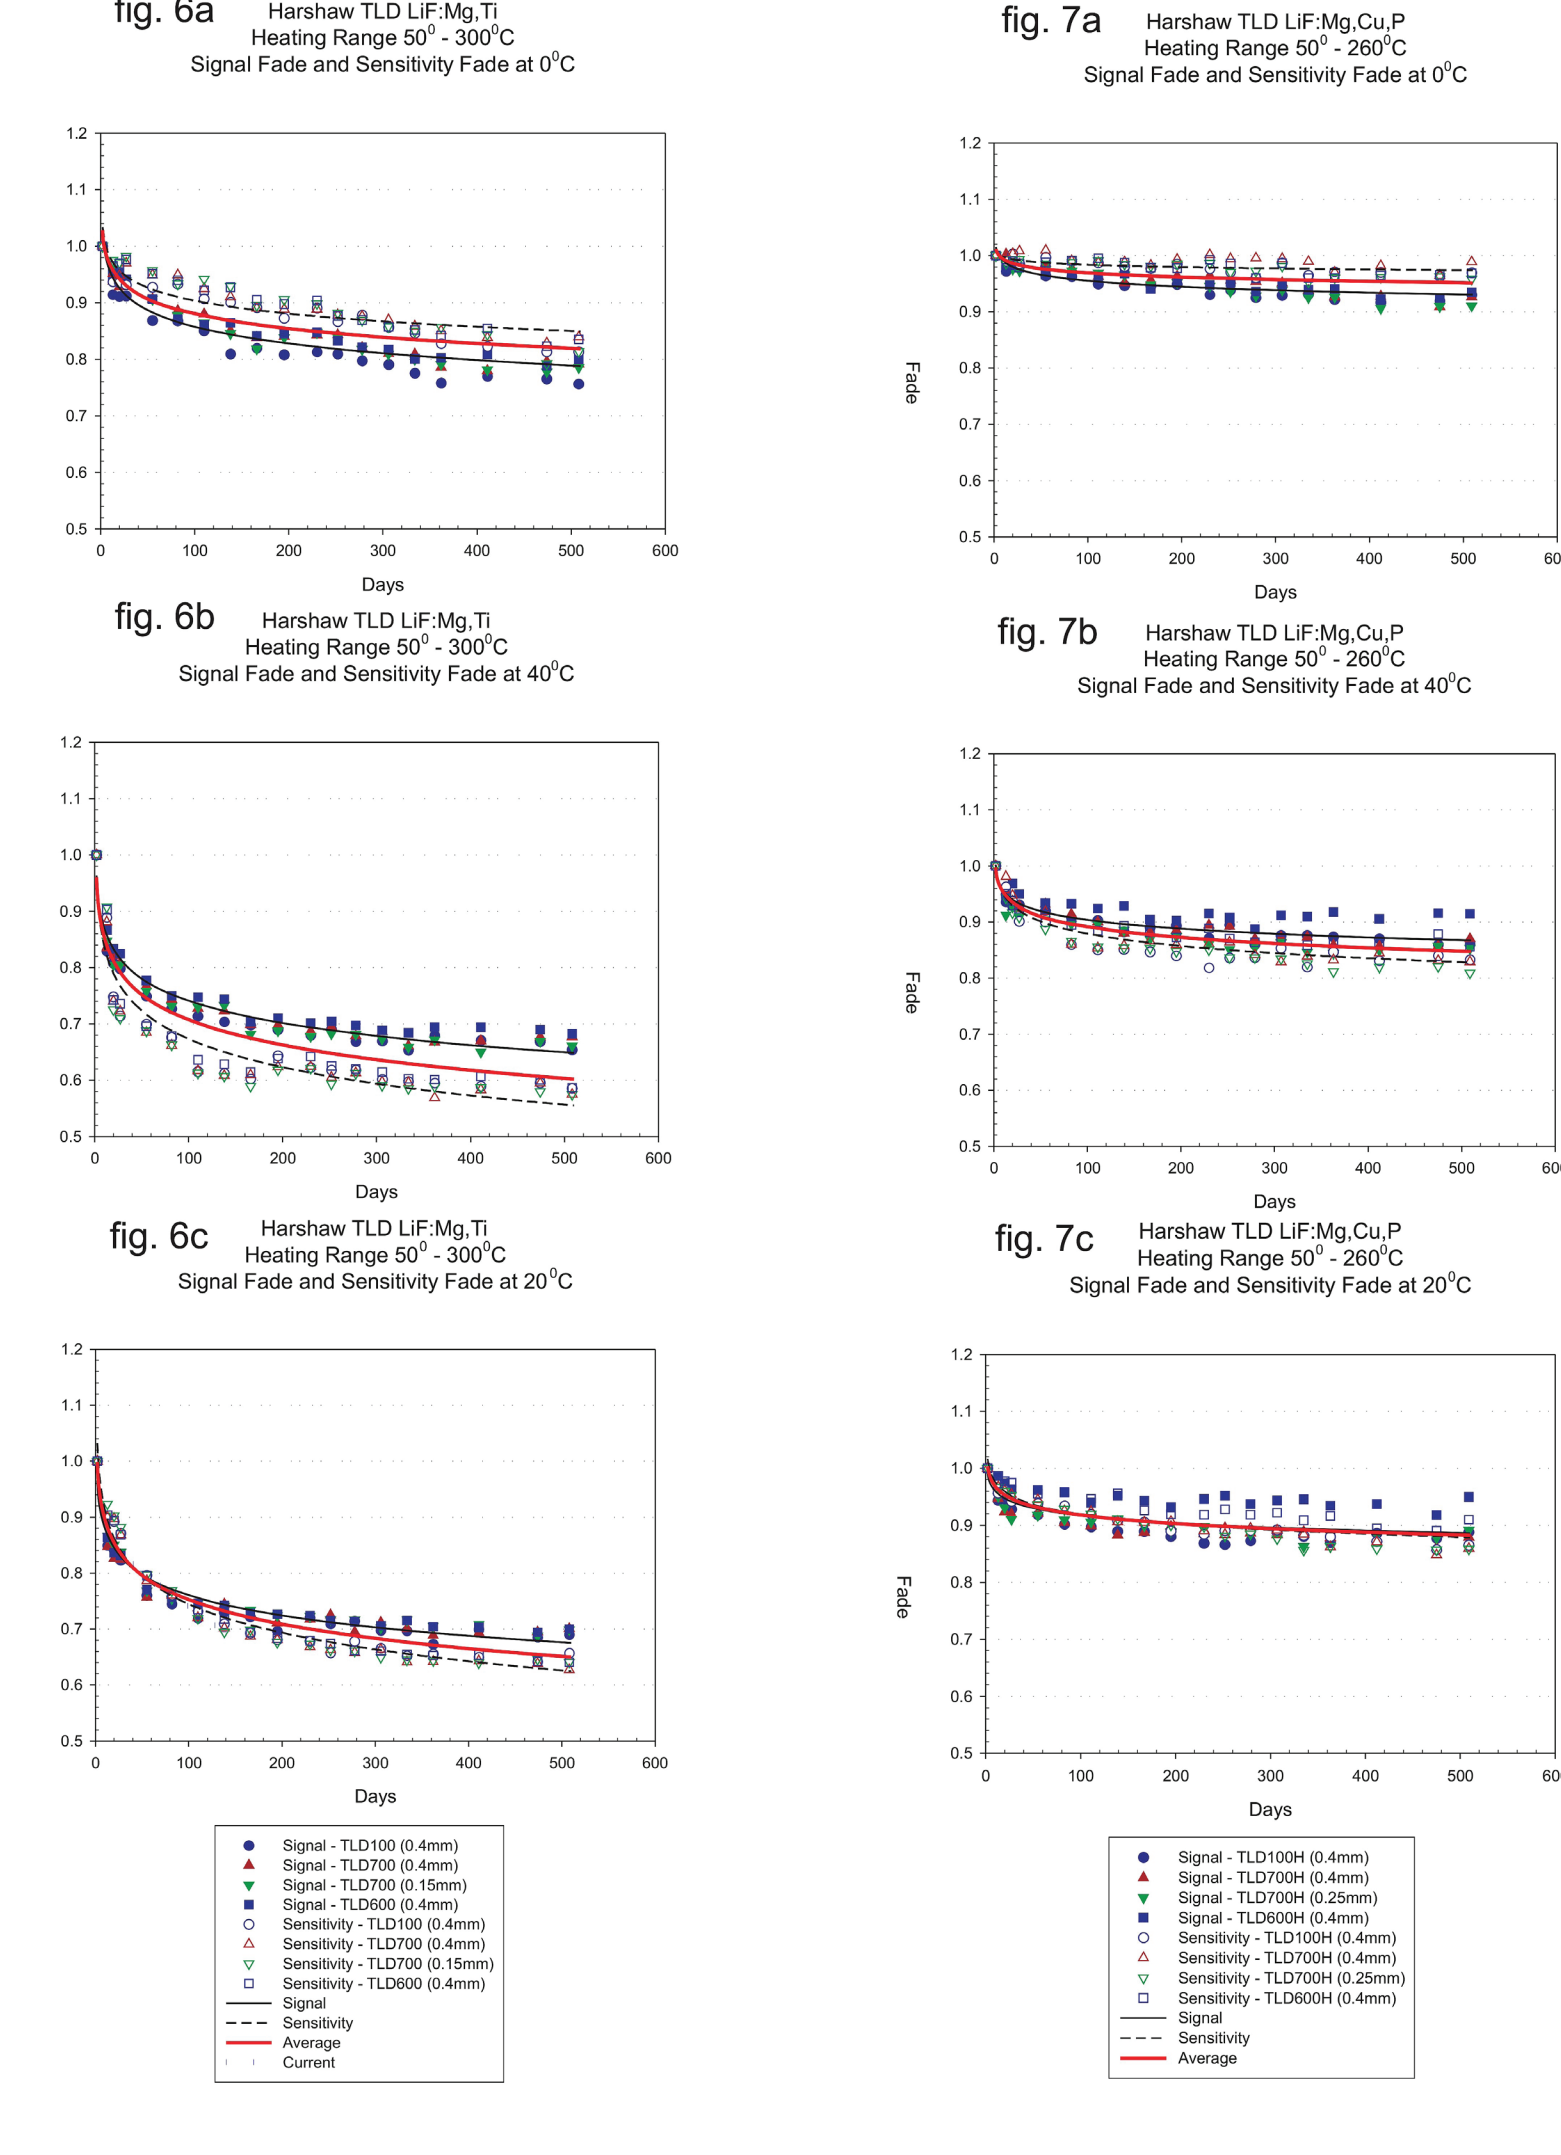 fig. 6a
Harshaw TLD LiF:Mg,Ti
Heating Range 50⁰ - 300⁰C
Signal Fade and Sensitivity Fade at 0⁰C
1.2
1.1
1.0
0.9
0.8
0.7
0.6
0.5
0 100 200 300 400 500 600
Days
fig. 7a
Harshaw TLD LiF:Mg,Cu,P
Heating Range 50⁰ - 260⁰C
Signal Fade and Sensitivity Fade at 0⁰C
Fade
1.2
1.1
1.0
0.9
0.8
0.7
0.6
0.5
0 100 200 300 400 500 60
Days
fig. 6b
Harshaw TLD LiF:Mg,Ti
Heating Range 50⁰ - 300⁰C
Signal Fade and Sensitivity Fade at 40⁰C
1.2
1.1
1.0
0.9
0.8
0.7
0.6
0.5
0 100 200 300 400 500 600
Days
fig. 7b
Harshaw TLD LiF:Mg,Cu,P
Heating Range 50⁰ - 260⁰C
Signal Fade and Sensitivity Fade at 40⁰C
Fade
1.2
1.1
1.0
0.9
0.8
0.7
0.6
0.5
0 100 200 300 400 500 60
Days
fig. 6c
Harshaw TLD LiF:Mg,Ti
Heating Range 50⁰ - 300⁰C
Signal Fade and Sensitivity Fade at 20⁰C
1.2
1.1
1.0
0.9
0.8
0.7
0.6
0.5
0 100 200 300 400 500 600
Days
Signal - TLD100 (0.4mm)
Signal - TLD700 (0.4mm)
Signal - TLD700 (0.15mm)
Signal - TLD600 (0.4mm)
Sensitivity - TLD100 (0.4mm)
Sensitivity - TLD700 (0.4mm)
Sensitivity - TLD700 (0.15mm)
Sensitivity - TLD600 (0.4mm)
Signal
Sensitivity
Average
Current
fig. 7c
Harshaw TLD LiF:Mg,Cu,P
Heating Range 50⁰ - 260⁰C
Signal Fade and Sensitivity Fade at 20⁰C
Fade
1.2
1.1
1.0
0.9
0.8
0.7
0.6
0.5
0 100 200 300 400 500 60
Days
Signal - TLD100H (0.4mm)
Signal - TLD700H (0.4mm)
Signal - TLD700H (0.25mm)
Signal - TLD600H (0.4mm)
Sensitivity - TLD100H (0.4mm)
Sensitivity - TLD700H (0.4mm)
Sensitivity - TLD700H (0.25mm)
Sensitivity - TLD600H (0.4mm)
Signal
Sensitivity
Average